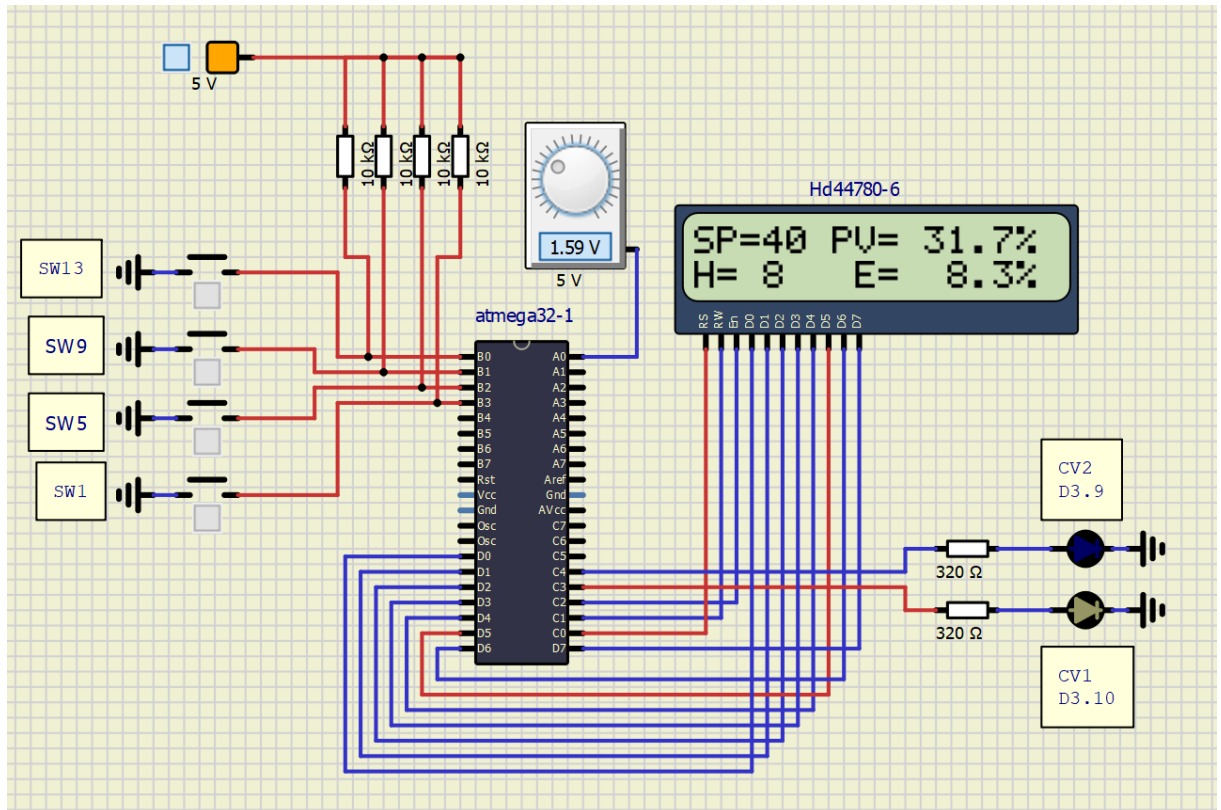 5 V
10 kΩ
10 kΩ
10 kΩ
10 kΩ
1.59 V
5 V
Hd44780-6
SP=40 PV= 31.7%
H= 8 E= 8.3%
RS RW En D0 D1 D2 D3 D4 D5 D6 D7
SW13
SW9
SW5
SW1
atmega32-1
B0 A0
B1 A1
B2 A2
B3 A3
B4 A4
B5 A5
B6 A6
B7 A7
Rst Aref
Vcc Gnd
Gnd AVcc
Osc C7
Osc C6
D0 C5
D1 C4
D2 C3
D3 C2
D4 C1
D5 C0
D6 D7
CV2
D3.9
320 Ω
320 Ω
CV1
D3.10